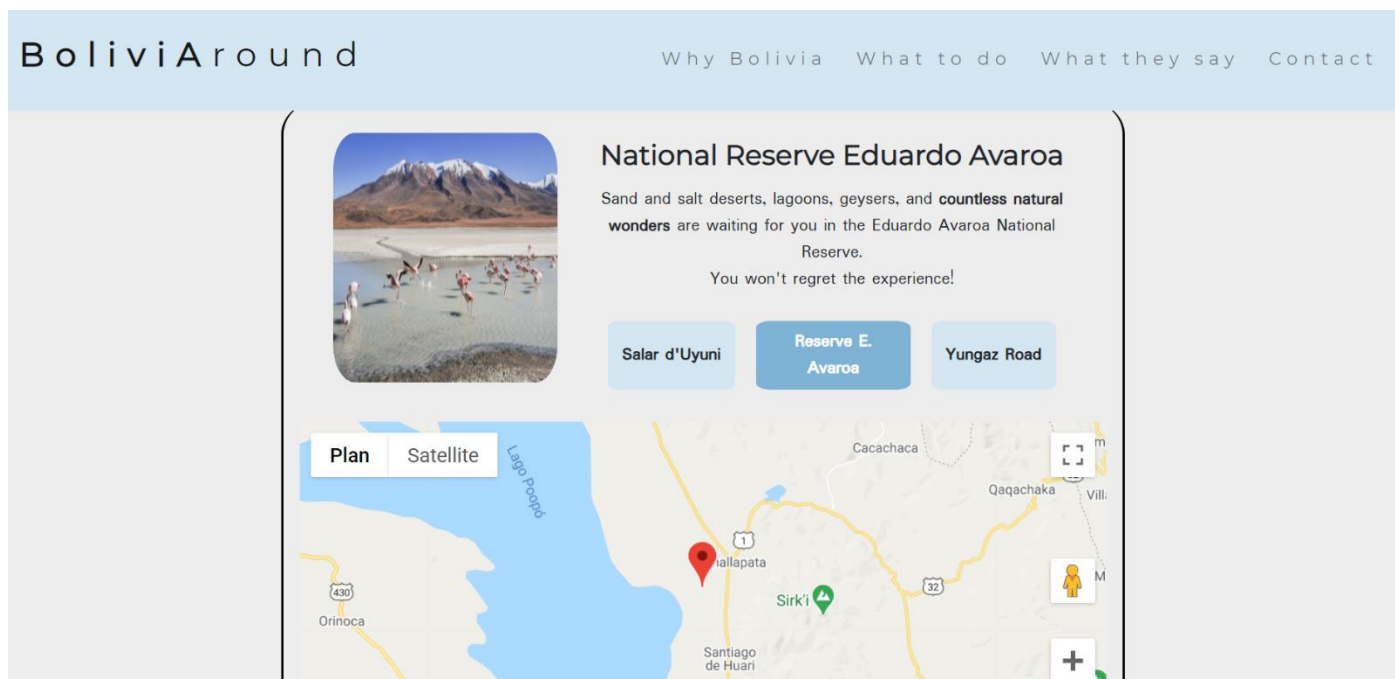 BoliviAround
Why Bolivia What to do What they say Contact
National Reserve Eduardo Avaroa
Sand and salt deserts, lagoons, geysers, and countless natural
wonders are waiting for you in the Eduardo Avaroa National
Reserve.
You won't regret the experience!
Salar d'Uyuni
Reserve E.
Avaroa
Yungaz Road
Plan Satellite
Lago Poopó
Cacachaca
Qaqachaka
1
allapata
Sirk'i
32
430
Orinoca
Santiago
de Huari